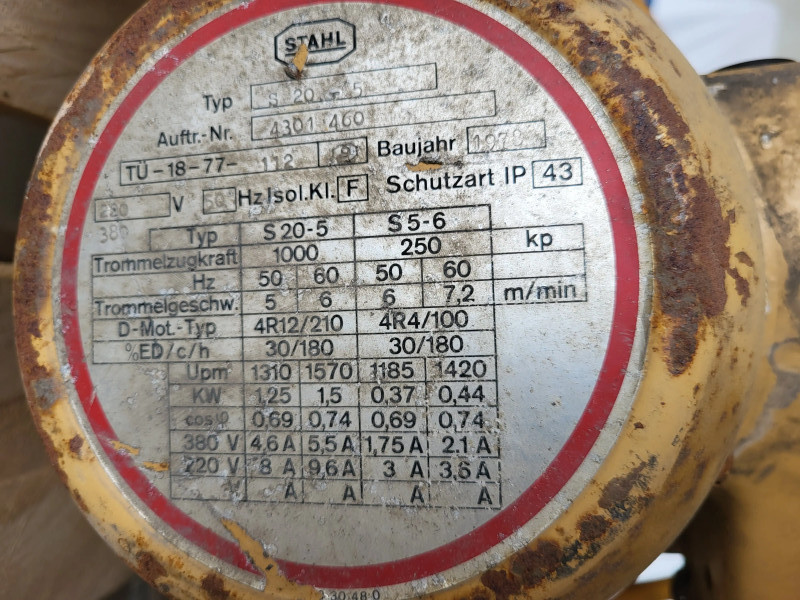 STAHL
Typ S 20 - 5
Auftr.-Nr. 4301 460
TÜ-18-77- 112 Baujahr 1978
220 V 50 Hz Isol.Kl. F Schutzart IP 43
380
Typ S 20-5 S 5-6
Trommelzugkraft 1000 250 kp
Hz 50 60 50 60
Trommelgeschw. 5 6 6 7,2 m/min
D-Mot.-Typ 4R12/210 4R4/100
%ED/c/h 30/180 30/180
Upm 1310 1570 1185 1420
KW 1,25 1,5 0,37 0,44
cosφ 0,69 0,74 0,69 0,74
380 V 4,6 A 5,5 A 1,75 A 2,1 A
220 V 8 A 9,6 A 3 A 3,6 A
V A A A A